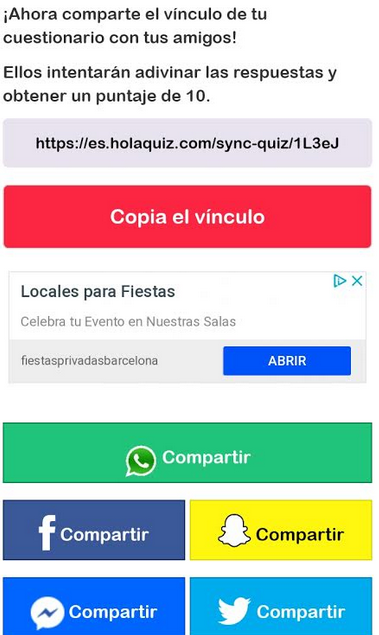 ¡Ahora comparte el vínculo de tu
cuestionario con tus amigos!
Ellos intentarán adivinar las respuestas y
obtener un puntaje de 10.
https://es.holaquiz.com/sync-quiz/1L3eJ
Copia el vínculo
Locales para Fiestas
Celebra tu Evento en Nuestras Salas
fiestasprivadasbarcelona
ABRIR
Compartir
Compartir
Compartir
Compartir
Compartir